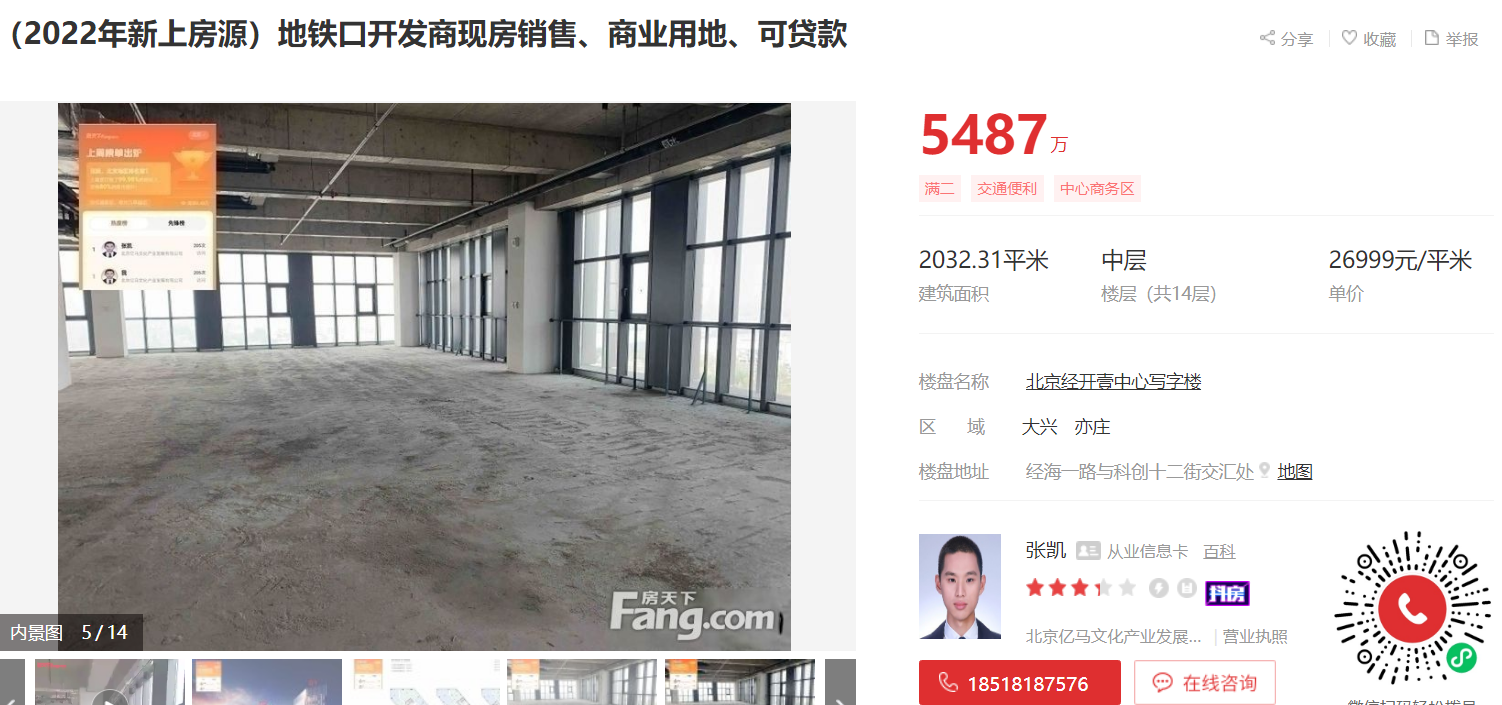 （2022年新上房源）地铁口开发商现房销售、商业用地、可贷款
分享 收藏 举报
上商榜单出炉
先锋榜
张凯
内景图 5 / 14
房天下
Fang.com
5487万
满二 交通便利 中心商务区
2032.31平米 中层 26999元/平米
建筑面积 楼层（共14层） 单价
楼盘名称 北京经开壹中心写字楼
区 域 大兴 亦庄
楼盘地址 经海一路与科创十二街交汇处 地图
张凯 从业信息卡 百科
抖房
北京亿马文化产业发展... 营业执照
18518187576 在线咨询